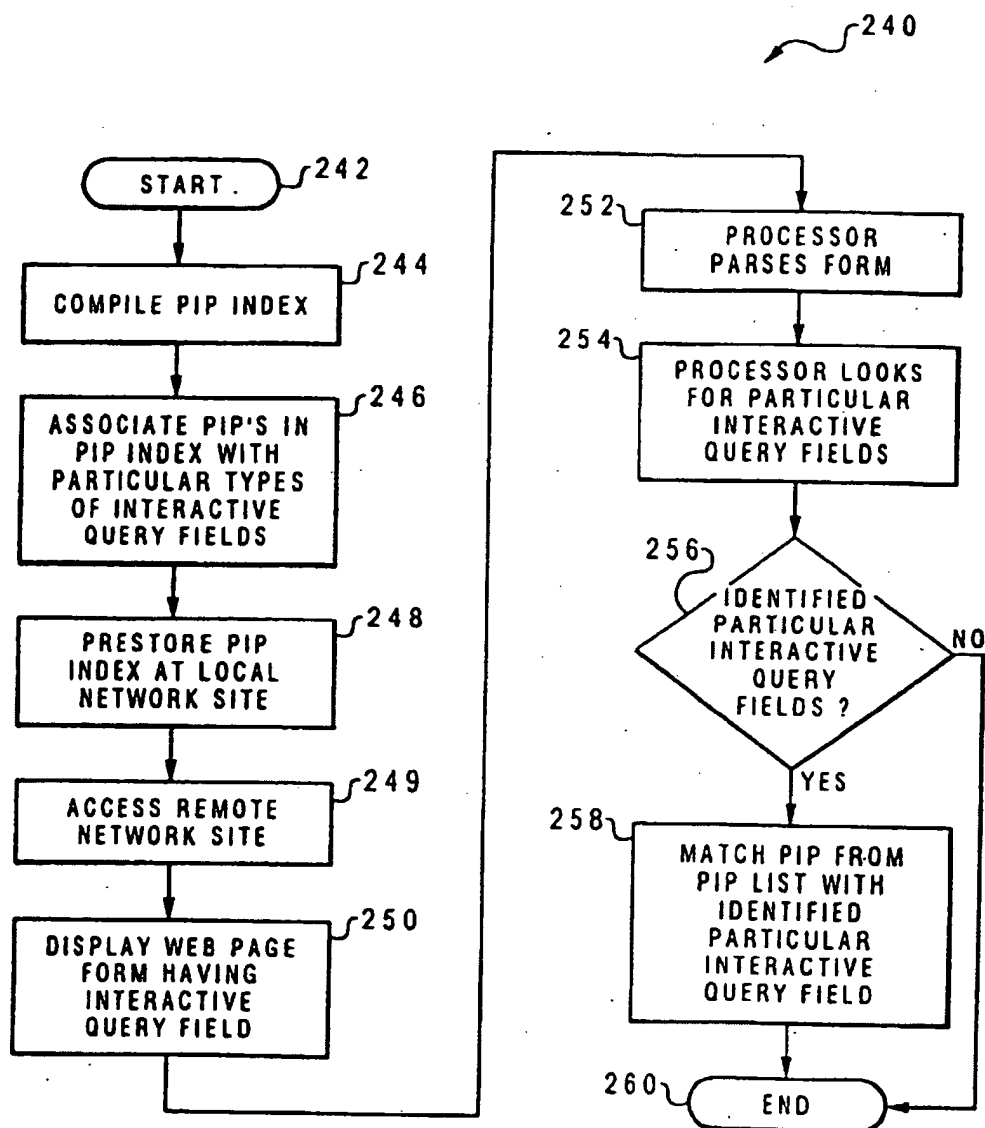 240
START.
242
244
COMPILE PIP INDEX
246
ASSOCIATE PIP'S IN
PIP INDEX WITH
PARTICULAR TYPES
OF INTERACTIVE
QUERY FIELDS
248
PRESTORE PIP
INDEX AT LOCAL
NETWORK SITE
249
ACCESS REMOTE
NETWORK SITE
250
DISPLAY WEB PAGE
FORM HAVING
INTERACTIVE
QUERY FIELD
252
PROCESSOR
PARSES FORM
254
PROCESSOR LOOKS
FOR PARTICULAR
INTERACTIVE
QUERY FIELDS
256
IDENTIFIED
PARTICULAR
INTERACTIVE
QUERY
FIELDS ?
NO
YES
258
MATCH PIP FROM
PIP LIST WITH
IDENTIFIED
PARTICULAR
INTERACTIVE
QUERY FIELD
260
END